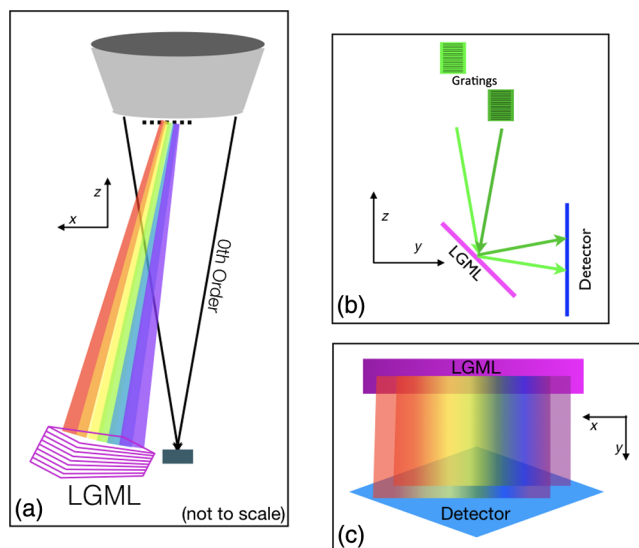 z
x
0th Order
LGML
(a)
(not to scale)
Gratings
z
y
LGML
Detector
(b)
LGML
x
y
Detector
(c)